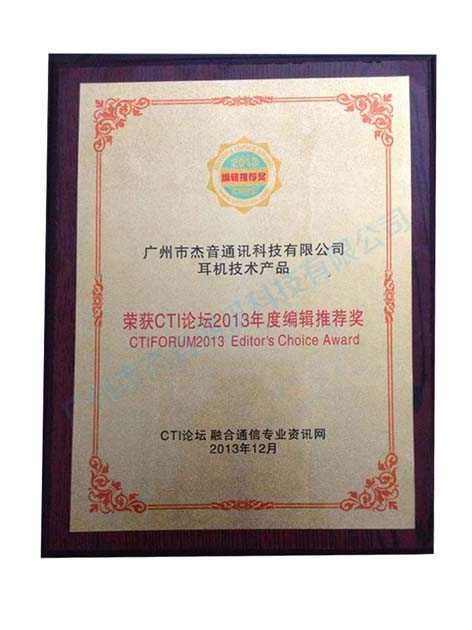 2013
编辑推荐奖
广州市杰音通讯科技有限公司
耳机技术产品
荣获CTI论坛2013年度编辑推荐奖
CTIFORUM2013 Editor's Choice Award
CTI论坛 融合通信专业资讯网
2013年12月